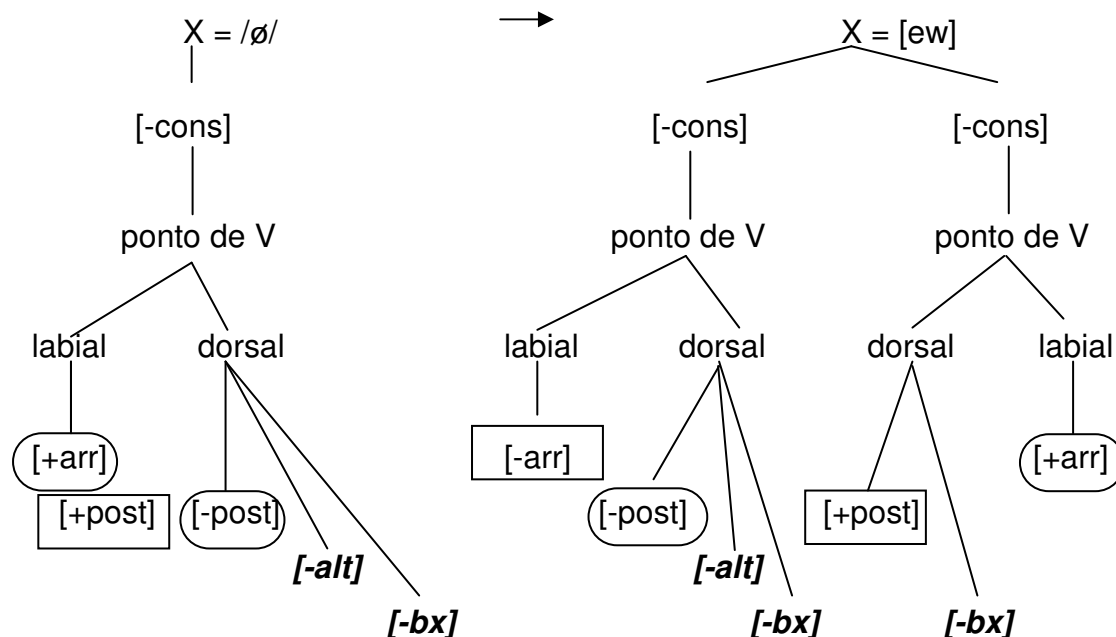 X = /ø/ → X = [ew]
[-cons] [-cons] [-cons]
ponto de V ponto de V ponto de V
labial dorsal labial dorsal dorsal labial
[+arr] [-arr] [+arr]
[+post] [-post] [-post] [+post]
[-alt] [-alt]
[-bx] [-bx] [-bx]